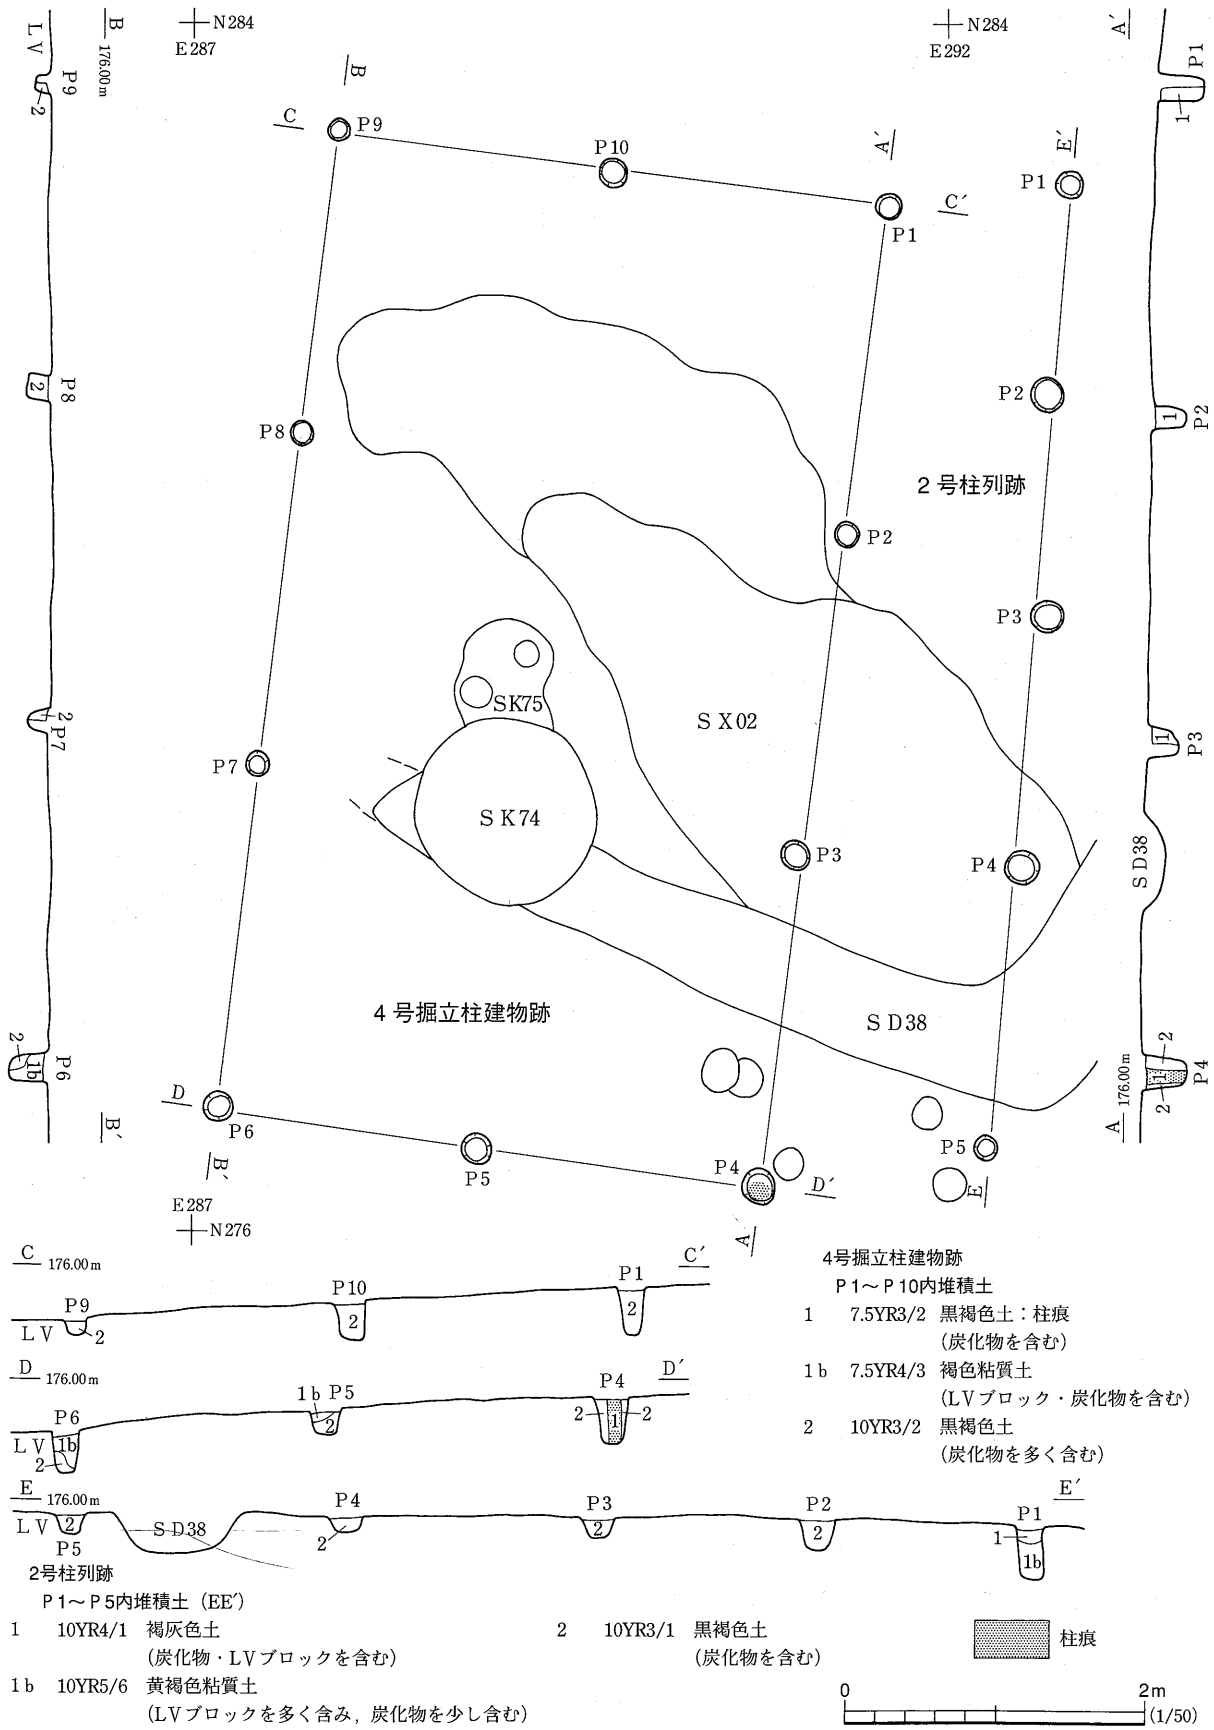 N284
E287
N284
E292
LV
B
176.00m
P9
2
P8
2
P7
2
P6
2
1b
B′
B
C
P9
P10
A′
C′
P1
P8
P2
P7
P3
SK75
SK74
SX02
SD38
4号掘立柱建物跡
D
P6
B′
P5
P4
D′
A
E287
N276
E′
P1
P2
2号柱列跡
P3
P4
P5
E
A′
P1
1
P2
1
P3
1
SD38
P4
2
1
2
A
176.00m
C 176.00m
C′
P9
P10
P1
LV
2
2
2
D 176.00m
D′
P6
1b P5
P4
LV
1b
2
2
2
1
2
E 176.00m
E′
LV
2
P5
SD38
P4
2
P3
2
P2
2
P1
1
1b
4号掘立柱建物跡
P1～P10内堆積土
1 7.5YR3/2 黒褐色土：柱痕
(炭化物を含む)
1b 7.5YR4/3 褐色粘質土
(LVブロック・炭化物を含む)
2 10YR3/2 黒褐色土
(炭化物を多く含む)
2号柱列跡
P1～P5内堆積土 (EE′)
1 10YR4/1 褐灰色土
(炭化物・LVブロックを含む)
1b 10YR5/6 黄褐色粘質土
(LVブロックを多く含み, 炭化物を少し含む)
2 10YR3/1 黒褐色土
(炭化物を含む)
柱痕
0 2m
(1/50)